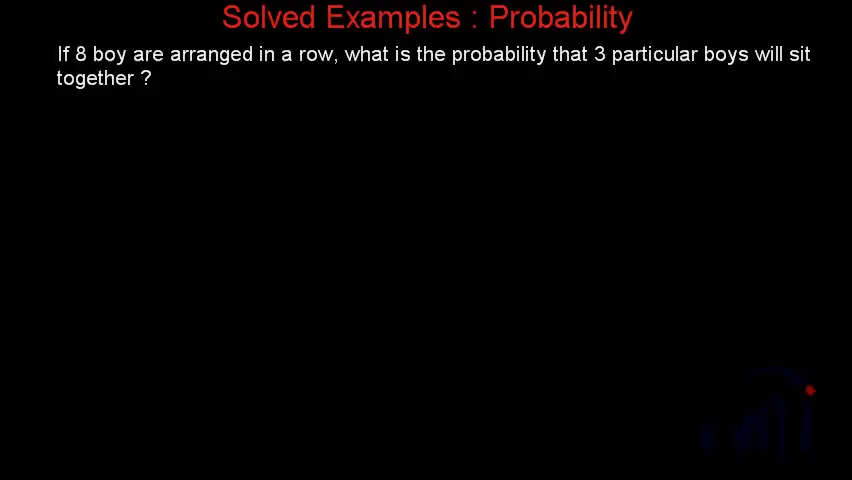 Solved Examples : Probability
If 8 boy are arranged in a row, what is the probability that 3 particular boys will sit
together ?